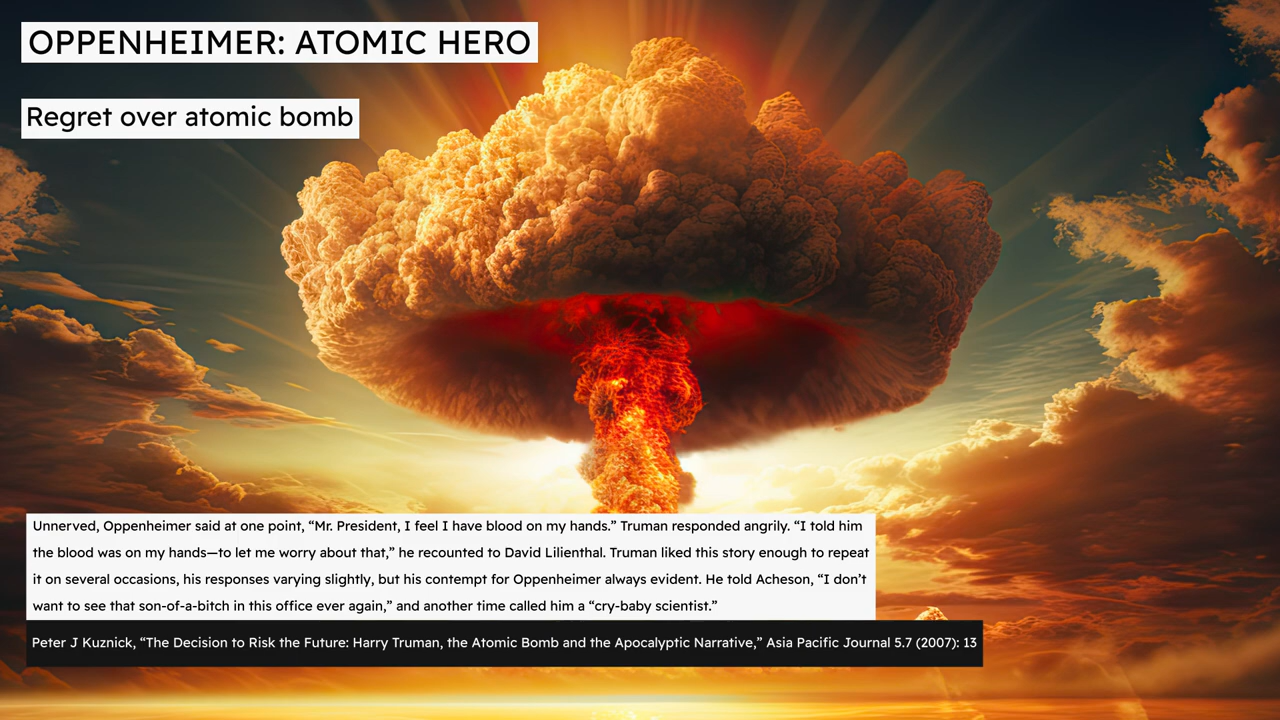 OPPENHEIMER: ATOMIC HERO
Regret over atomic bomb
Unnerved, Oppenheimer said at one point, “Mr. President, I feel I have blood on my hands.” Truman responded angrily. “I told him
the blood was on my hands—to let me worry about that,” he recounted to David Lilienthal. Truman liked this story enough to repeat
it on several occasions, his responses varying slightly, but his contempt for Oppenheimer always evident. He told Acheson, “I don’t
want to see that son-of-a-bitch in this office ever again,” and another time called him a “cry-baby scientist.”
Peter J Kuznick, “The Decision to Risk the Future: Harry Truman, the Atomic Bomb and the Apocalyptic Narrative,” Asia Pacific Journal 5.7 (2007): 13